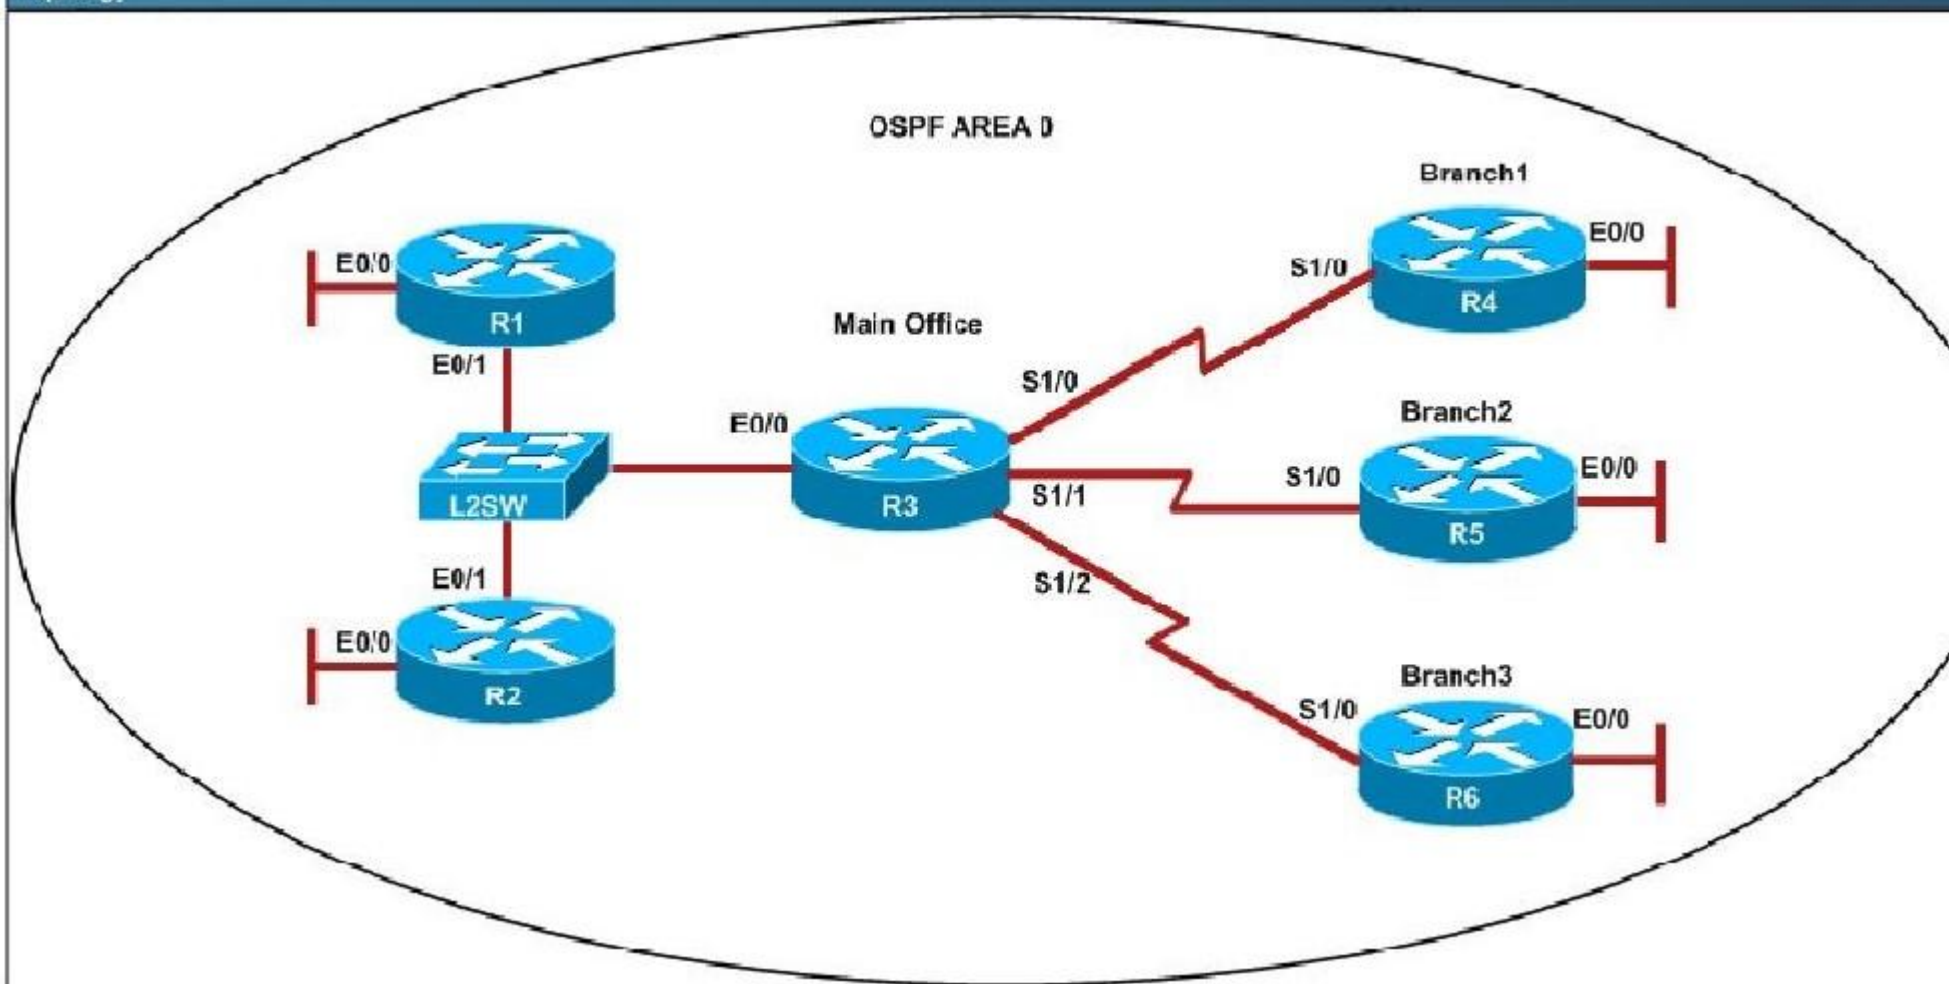 OSPF AREA 0
Branch1
E0/0
S1/0
R4
E0/0
R1
E0/1
Main Office
S1/0
E0/0
R3
S1/1
Branch2
S1/0
E0/0
R5
L2SW
E0/1
S1/2
E0/0
R2
Branch3
S1/0
E0/0
R6